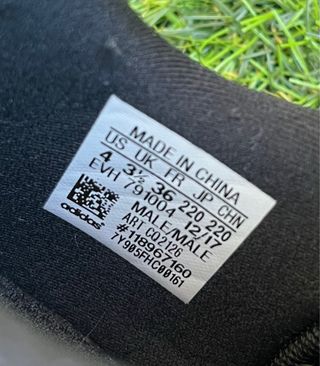 MADE IN CHINA
US UK FR JP CHN
4 3½ 36 220 220
EVH 791004 12/17
MALE/MALE
ART CQ2126
#118967160
7Y905FHC00161
adidas